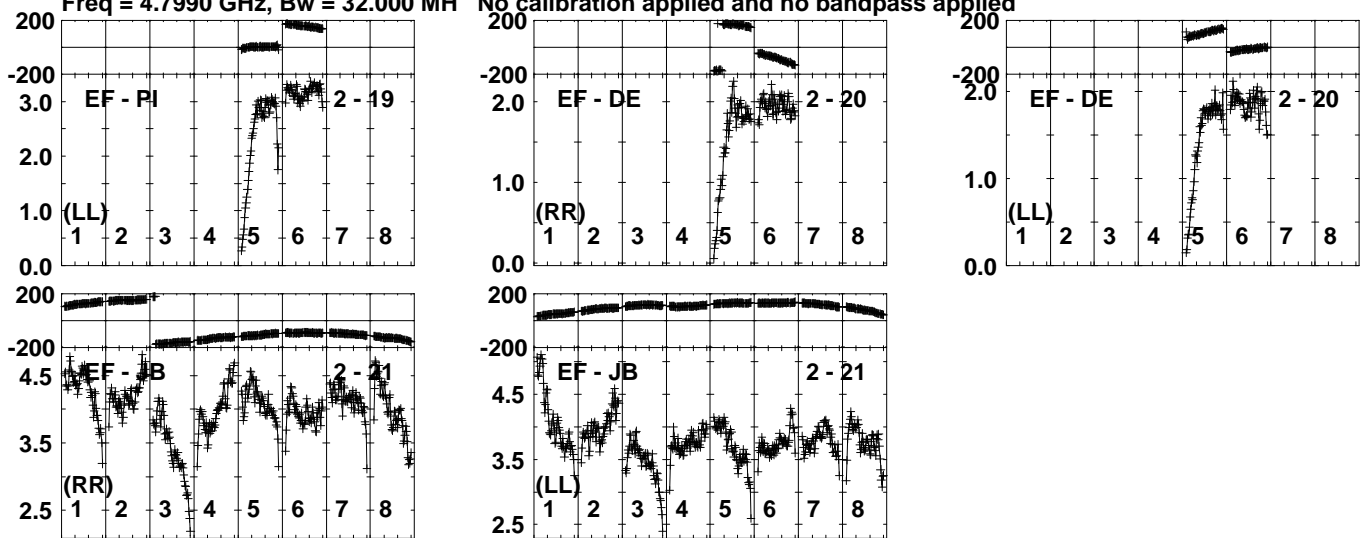 Freq = 4.7990 GHz, Bw = 32.000 MH No calibration applied and no bandpass applied
200
-200
EF - PI 2 - 19
3.0
2.0
1.0
0.0
(LL)
1 2 3 4 5 6 7 8
200
-200
EF - DE 2 - 20
2.0
1.0
0.0
(RR)
1 2 3 4 5 6 7 8
200
-200
EF - DE 2 - 20
2.0
1.0
0.0
(LL)
1 2 3 4 5 6 7 8
200
-200
EF - JB 2 - 21
4.5
3.5
2.5
(RR)
1 2 3 4 5 6 7 8
200
-200
EF - JB 2 - 21
4.5
3.5
2.5
(LL)
1 2 3 4 5 6 7 8